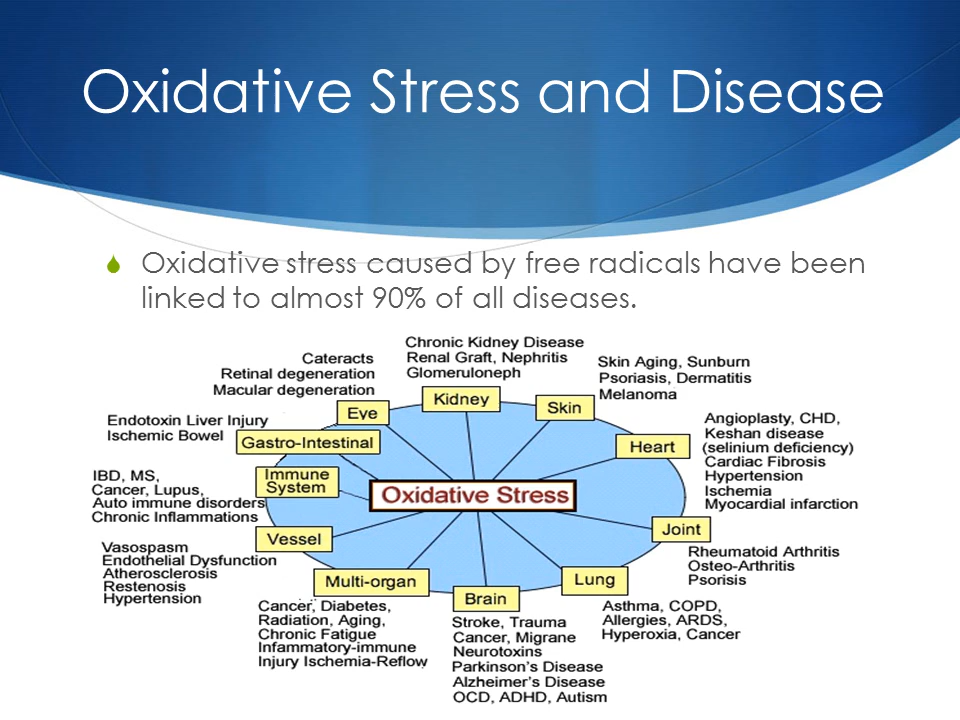 Oxidative Stress and Disease
Oxidative stress caused by free radicals have been
linked to almost 90% of all diseases.
Chronic Kidney Disease
Renal Graft, Nephritis
Glomeruloneph
Kidney
Cateracts
Retinal degeneration
Macular degeneration
Eye
Skin Aging, Sunburn
Psoriasis, Dermatitis
Melanoma
Skin
Endotoxin Liver Injury
Ischemic Bowel
Gastro-Intestinal
Angioplasty, CHD,
Keshan disease
(selinium deficiency)
Cardiac Fibrosis
Hypertension
Ischemia
Myocardial infarction
Heart
IBD, MS,
Cancer, Lupus,
Auto immune disorders
Chronic Inflammations
Immune
System
Oxidative Stress
Vessel
Vasospasm
Endothelial Dysfunction
Atherosclerosis
Restenosis
Hypertension
Joint
Rheumatoid Arthritis
Osteo-Arthritis
Psorisis
Multi-organ
Cancer, Diabetes,
Radiation, Aging,
Chronic Fatigue
Infammatory-immune
Injury Ischemia-Reflow
Brain
Stroke, Trauma
Cancer, Migrane
Neurotoxins
Parkinson's Disease
Alzheimer's Disease
OCD, ADHD, Autism
Lung
Asthma, COPD,
Allergies, ARDS,
Hyperoxia, Cancer